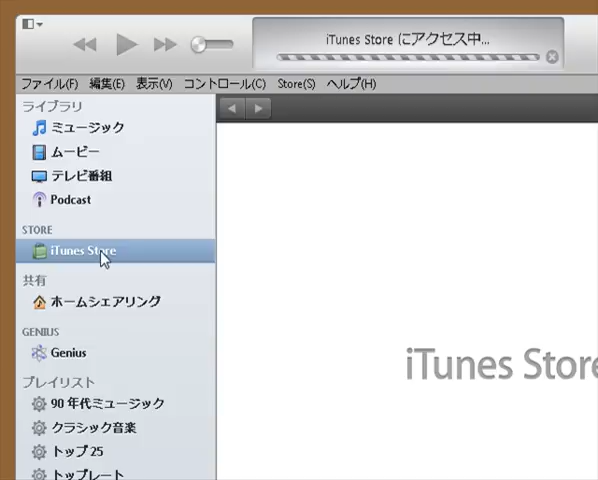 iTunes Store にアクセス中...
ファイル(F) 編集(E) 表示(V) コントロール(C) Store(S) ヘルプ(H)
ライブラリ
ミュージック
ムービー
テレビ番組
Podcast
STORE
iTunes Store
共有
ホームシェアリング
GENIUS
Genius
iTunes Store
プレイリスト
90 年代ミュージック
クラシック音楽
トップ 25
トップレート